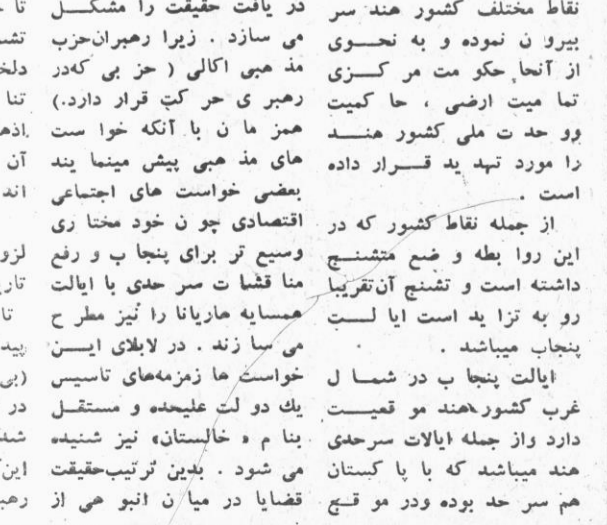 نقاط مختلف کشور هند سر
بیرون نموده و به نحوی
از آنجا حکومت مرکزی
تمامیت ارضی ، حاکمیت
و وحدت ملی کشور هند
را مورد تهدید قرار داده
است .
از جمله نقاط کشور که در
این روابطه وضع متشنج
داشته است و تشنج آن تقریبا
رو به تزاید است ایالت
پنجاب میباشد .
ایالت پنجاب در شمال
غرب کشور هند موقعیت
دارد واز جمله ایالات سرحدی
هند میباشد که با پاکستان
هم سرحد بوده ودر موقع
در یافت حقیقت را مشکل
می سازد . زیرا رهبران حزب
مذهبی اکالی ( حزبی که در
رهبری حرکت قرار دارد.)
همزمان با آنکه خواست
های مذهبی پیش مینمایند
بعضی خواست های اجتماعی
اقتصادی چون خود مختاری
وسیع تر برای پنجاب و رفع
مناقشات سرحدی با ایالت
همسایه هاریانا را نیز مطرح
می سازند . در لابلای این
خواست ها زمزمه‌های تاسیس
یک دولت علیحده و مستقل
بنام « خالستان» نیز شنیده
می شود . بدین ترتیب حقیقت
قضایا در میان انبوهی از